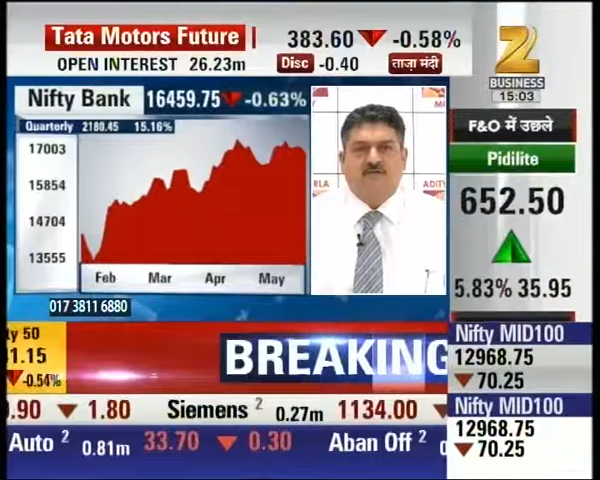 Tata Motors Future 383.60 -0.58%
OPEN INTEREST 26.23m Disc -0.40 ताज़ा मंदी
Z
BUSINESS
15:03
Nifty Bank 16459.75 -0.63%
Quarterly 2180.45 15.16%
17003
15854
14704
13555
Feb Mar Apr May
RLA ADITY
F&O में उछले
Pidilite
652.50
5.83% 35.95
017 3811 6880
ty 50
1.15
-0.54%
BREAKING
Nifty MID100
12968.75
70.25
.90 1.80 Siemens 2 0.27m 1134.00
Nifty MID100
12968.75
70.25
Auto 2 0.81m 33.70 0.30 Aban Off 2